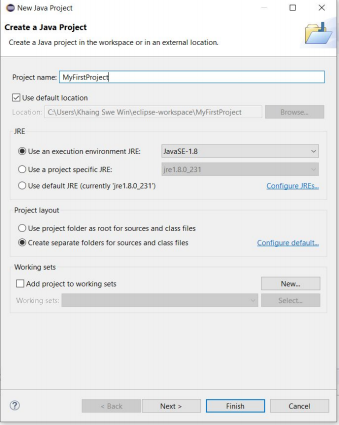 New Java Project
Create a Java Project
Create a Java project in the workspace or in an external location.
Project name: MyFirstProject
Use default location
Location: C:\Users\Khaing Swe Win\eclipse-workspace\MyFirstProject Browse...
JRE
Use an execution environment JRE: JavaSE-1.8
Use a project specific JRE: jre1.8.0_231
Use default JRE (currently 'jre1.8.0_231') Configure JREs...
Project layout
Use project folder as root for sources and class files
Create separate folders for sources and class files Configure default...
Working sets
Add project to working sets New...
Working sets: Select...
? < Back Next > Finish Cancel